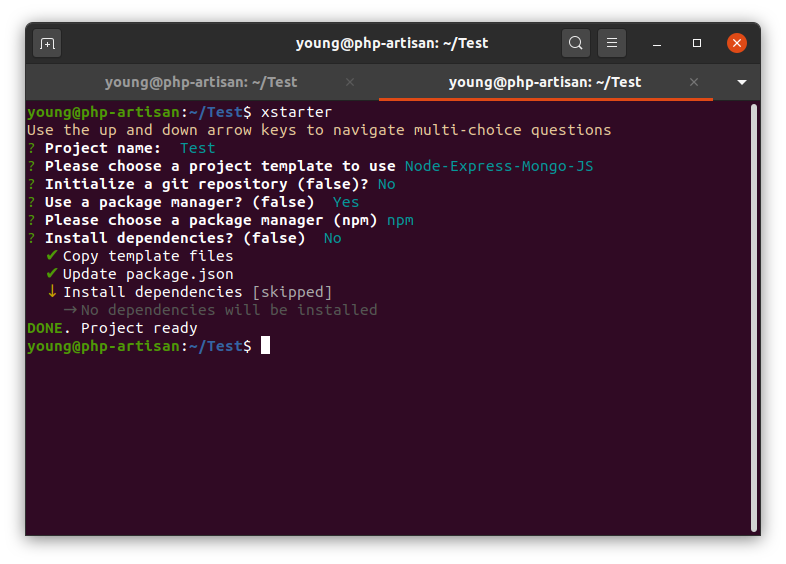 young@php-artisan: ~/Test
young@php-artisan: ~/Test
young@php-artisan: ~/Test
young@php-artisan:~/Test$ xstarter
Use the up and down arrow keys to navigate multi-choice questions
? Project name:  Test
? Please choose a project template to use Node-Express-Mongo-JS
? Initialize a git repository (false)? No
? Use a package manager? (false)  Yes
? Please choose a package manager (npm) npm
? Install dependencies? (false)  No
✔ Copy template files
✔ Update package.json
↓ Install dependencies [skipped]
→ No dependencies will be installed
DONE. Project ready
young@php-artisan:~/Test$